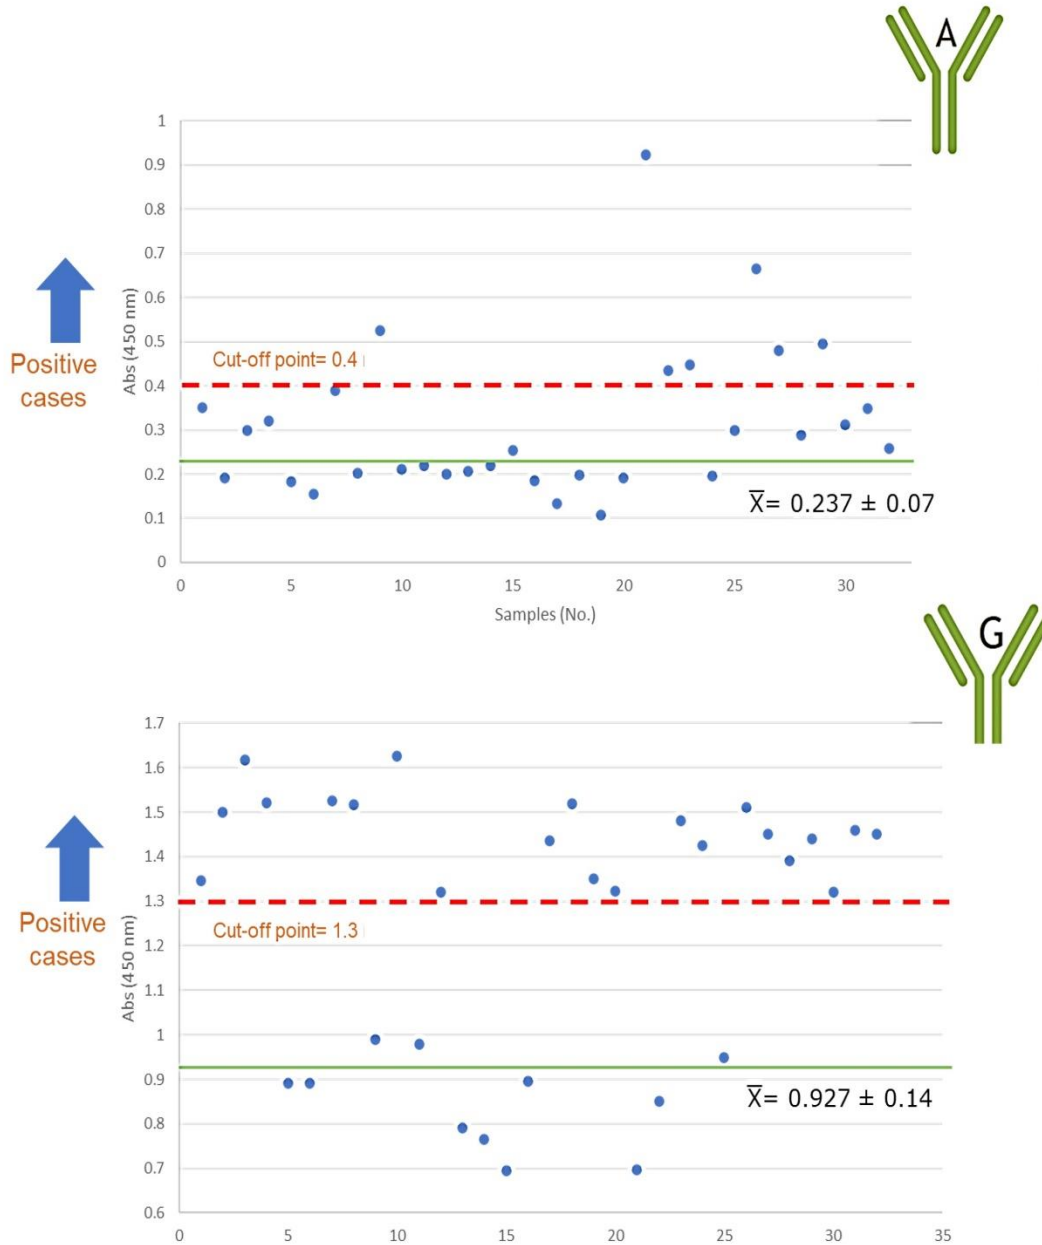 A
1
0.9
0.8
0.7
0.6
0.5
0.4
0.3
0.2
0.1
0
Abs (450 nm)
Positive
cases
Cut-off point= 0.4
X̅= 0.237 ± 0.07
0 5 10 15 20 25 30
Samples (No.)
G
1.7
1.6
1.5
1.4
1.3
1.2
1.1
1
0.9
0.8
0.7
0.6
Abs (450 nm)
Positive
cases
Cut-off point= 1.3
X̅= 0.927 ± 0.14
0 5 10 15 20 25 30 35